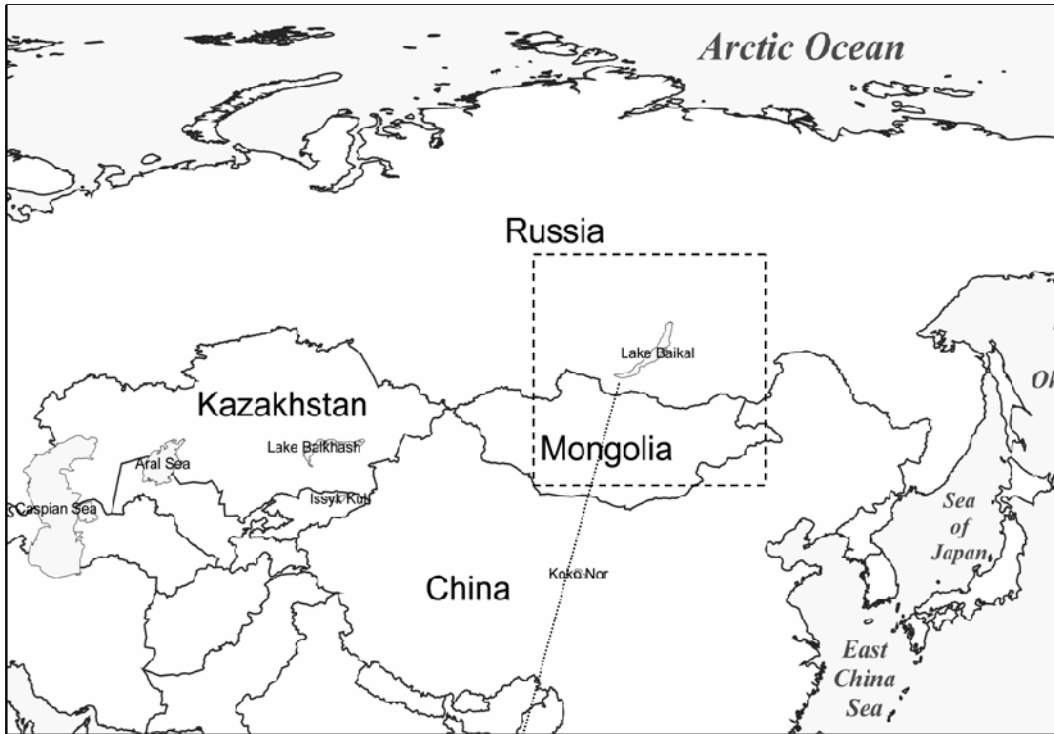 Arctic Ocean
Russia
Lake Baikal
Kazakhstan
Ok
Lake Balkhash
Mongolia
Aral Sea
Issyk Kul
Caspian Sea
Sea
of
Japan
Koko Nor
China
East
China
Sea